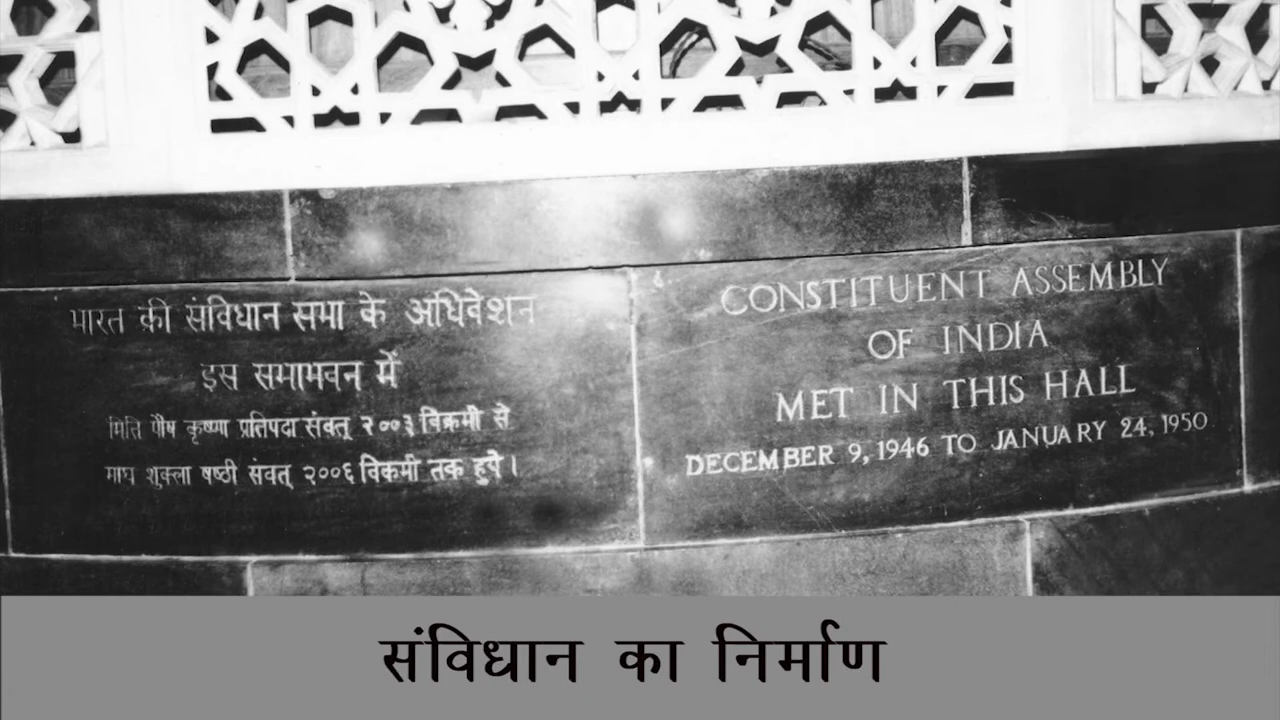 भारत की संविधान सभा के अधिवेशन
इस सभाभवन में
मिति पौष कृष्णा प्रतिपदा संवत् २००३ विक्रमी से
माघ शुक्ला षष्ठी संवत् २००६ विक्रमी तक हुये।
CONSTITUENT ASSEMBLY
OF INDIA
MET IN THIS HALL
DECEMBER 9, 1946 TO JANUARY 24, 1950
संविधान का निर्माण